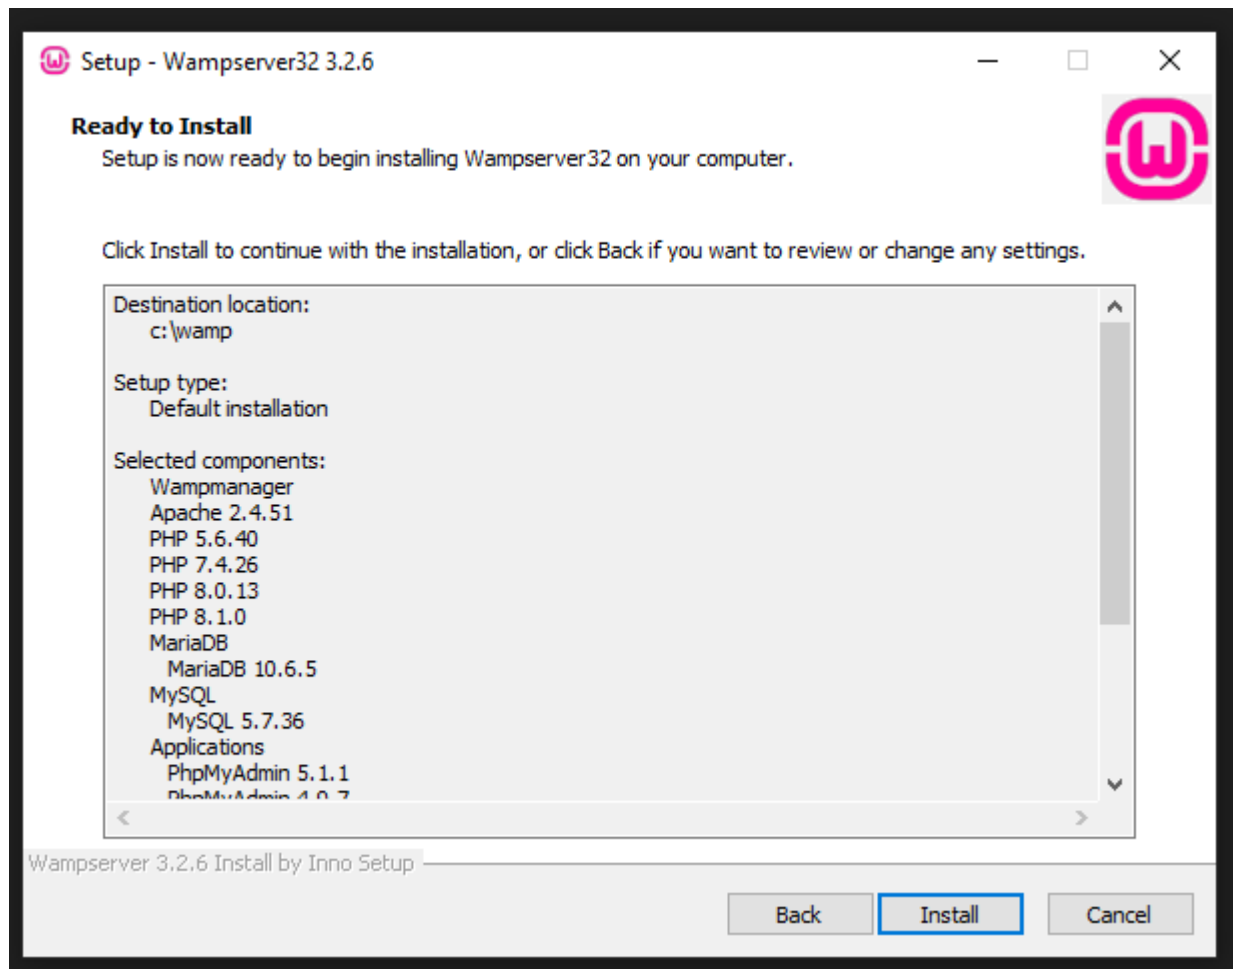 Setup - Wampserver32 3.2.6
Ready to Install
Setup is now ready to begin installing Wampserver32 on your computer.
Click Install to continue with the installation, or click Back if you want to review or change any settings.
Destination location:
c:\wamp
Setup type:
Default installation
Selected components:
Wampmanager
Apache 2.4.51
PHP 5.6.40
PHP 7.4.26
PHP 8.0.13
PHP 8.1.0
MariaDB
MariaDB 10.6.5
MySQL
MySQL 5.7.36
Applications
PhpMyAdmin 5.1.1
PhpMyAdmin 4.0.7
Wampserver 3.2.6 Install by Inno Setup
Back
Install
Cancel